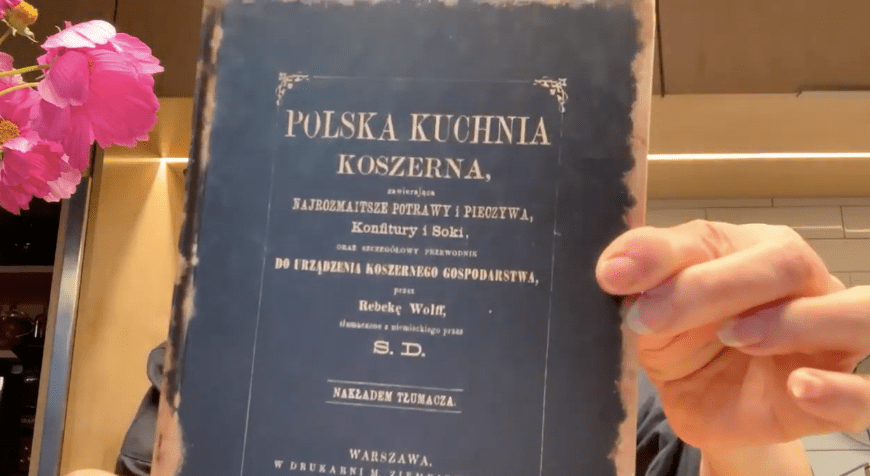 POLSKA KUCHNIA
KOSZERNA,
zawierająca
NAJROZMAITSZE POTRAWY i PIECZYWA,
Konfitury i Soki,
ORAZ SZCZEGÓŁOWY PRZEWODNIK
DO URZĄDZENIA KOSZERNEGO GOSPODARSTWA,
przez
Rebekę Wolff,
tłumaczone z niemieckiego przez
S. D.
NAKŁADEM TŁUMACZA.
WARSZAWA.
W DRUKARNI M.